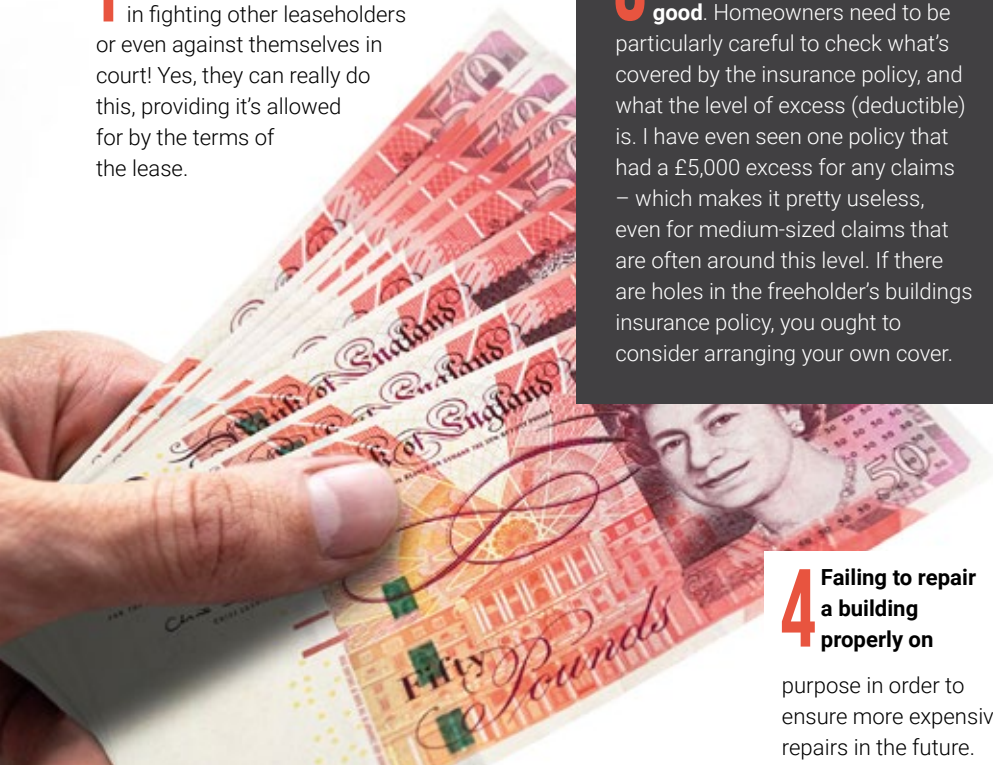 in fighting other leaseholders
or even against themselves in
court! Yes, they can really do
this, providing it's allowed
for by the terms of
the lease.
good. Homeowners need to be
particularly careful to check what's
covered by the insurance policy, and
what the level of excess (deductible)
is. I have even seen one policy that
had a £5,000 excess for any claims
– which makes it pretty useless,
even for medium-sized claims that
are often around this level. If there
are holes in the freeholder's buildings
insurance policy, you ought to
consider arranging your own cover.
50
Bank of England
England
of England
50
Fifty
Pounds
4 Failing to repair
a building
properly on
purpose in order to
ensure more expensiv
repairs in the future.